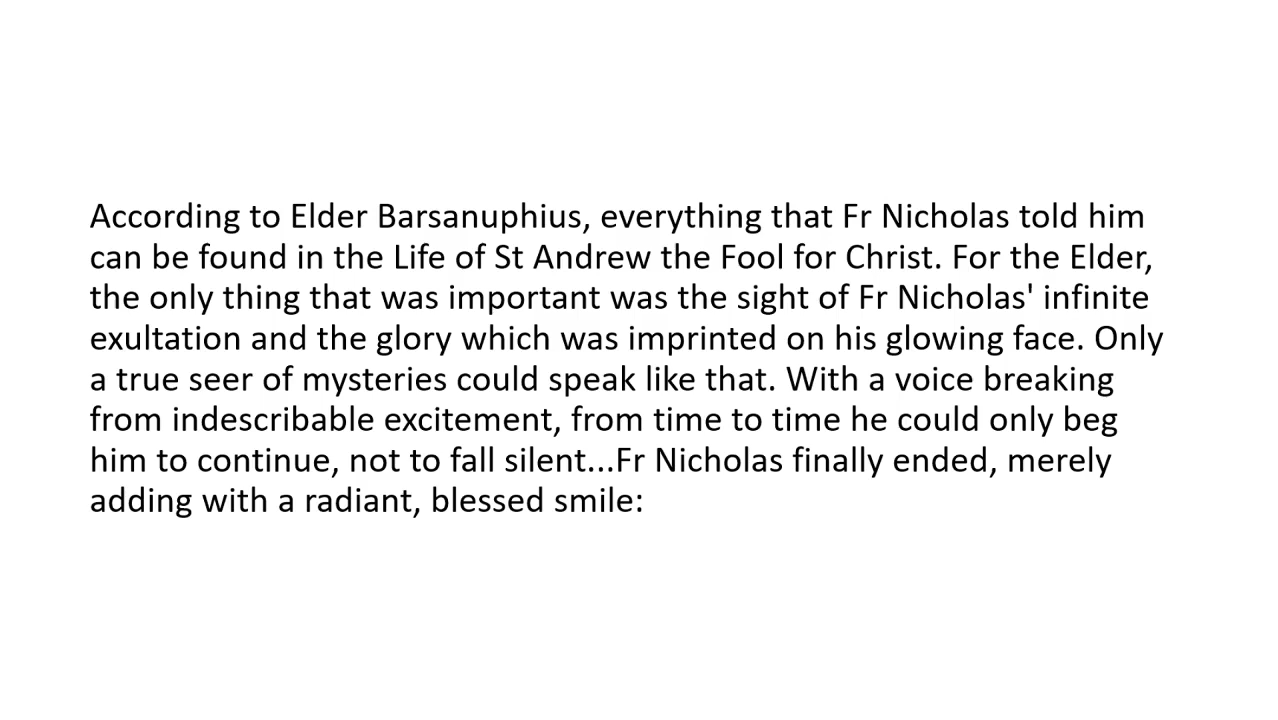 According to Elder Barsanuphius, everything that Fr Nicholas told him
can be found in the Life of St Andrew the Fool for Christ. For the Elder,
the only thing that was important was the sight of Fr Nicholas' infinite
exultation and the glory which was imprinted on his glowing face. Only
a true seer of mysteries could speak like that. With a voice breaking
from indescribable excitement, from time to time he could only beg
him to continue, not to fall silent...Fr Nicholas finally ended, merely
adding with a radiant, blessed smile: